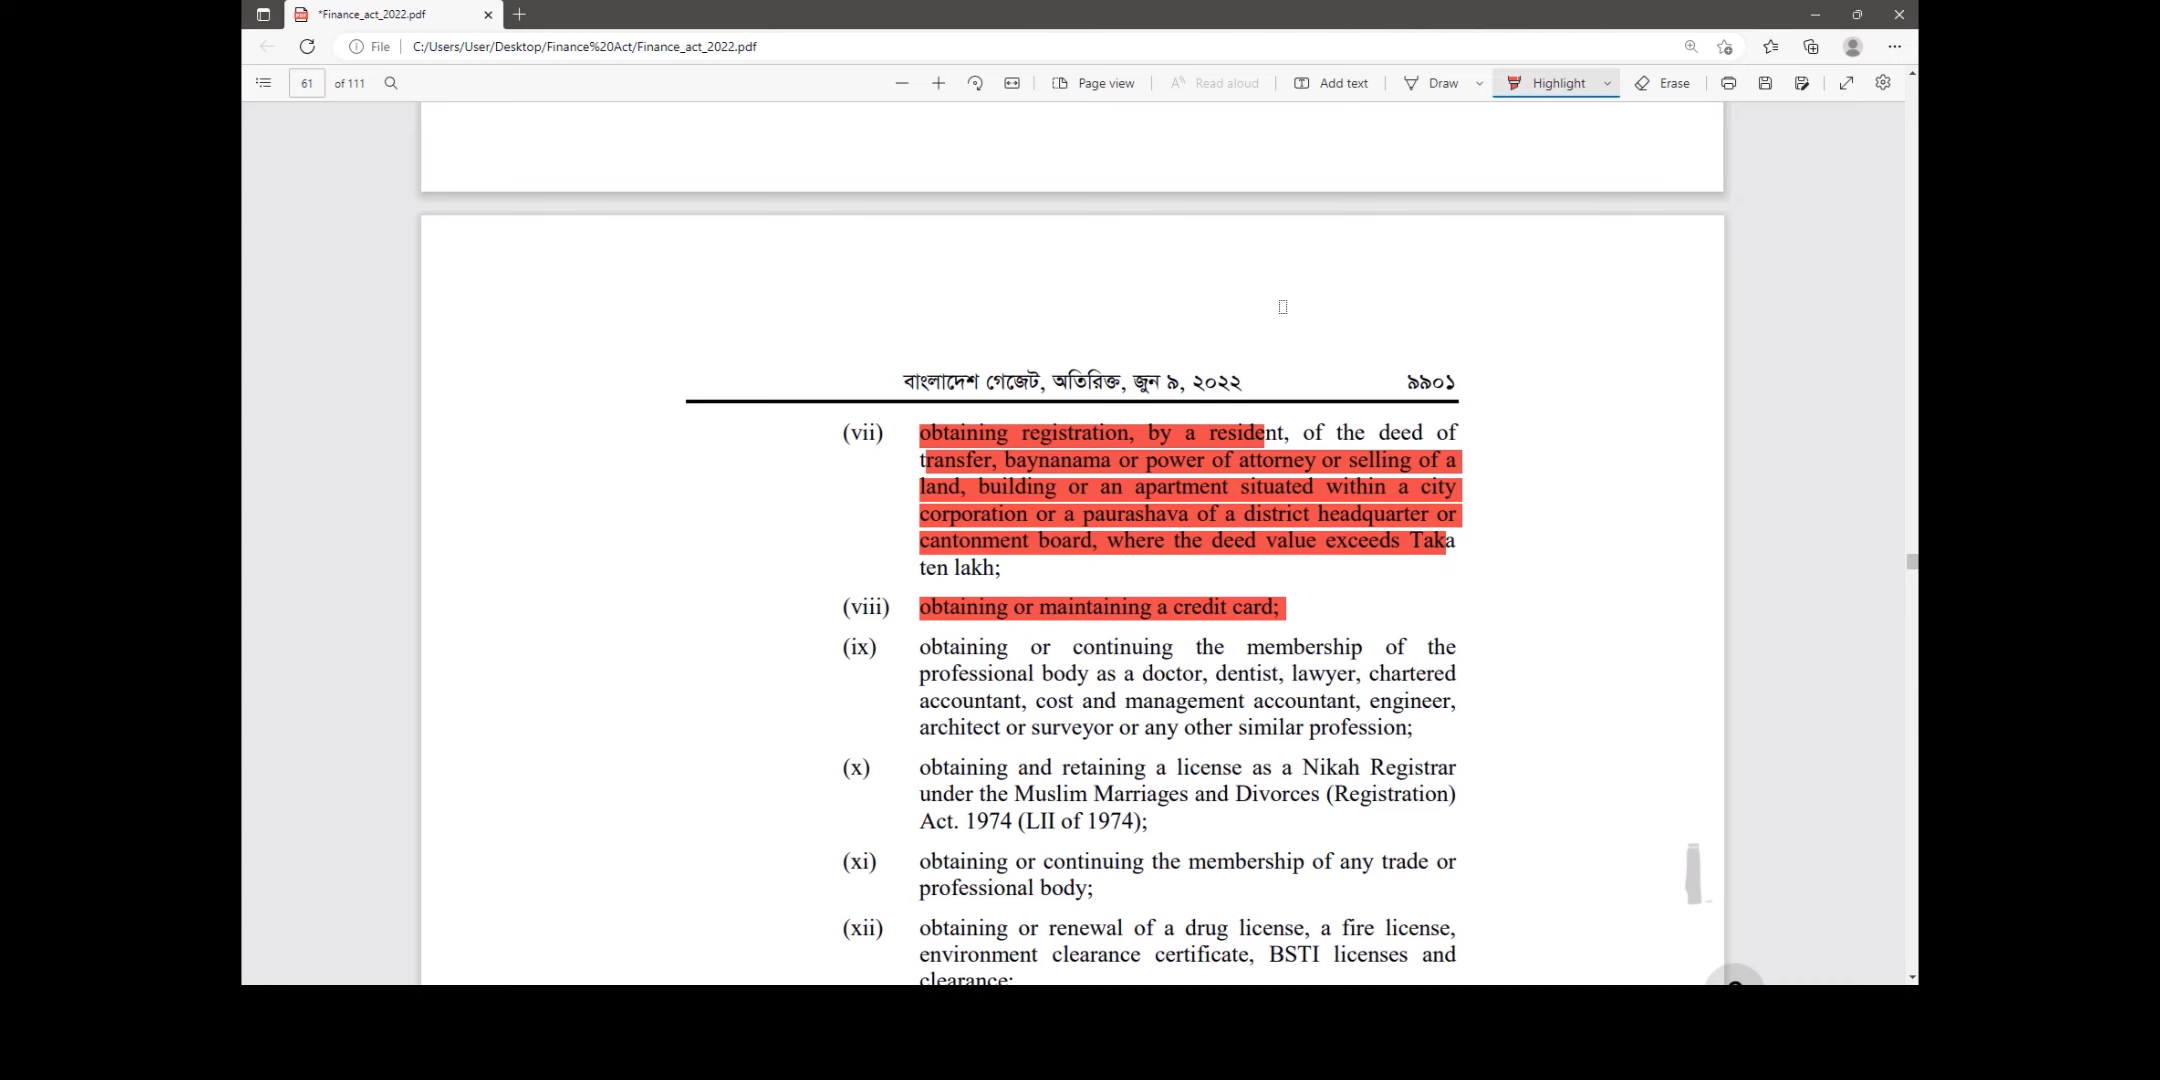 *Finance_act_2022.pdf
File C:/Users/User/Desktop/Finance%20Act/Finance_act_2022.pdf
61 of 111 Page view Read aloud Add text Draw Highlight Erase
বাংলাদেশ গেজেট, অতিরিক্ত, জুন ৯, ২০২২ ৯৯০১
(vii) obtaining registration, by a resident, of the deed of
transfer, baynanama or power of attorney or selling of a
land, building or an apartment situated within a city
corporation or a paurashava of a district headquarter or
cantonment board, where the deed value exceeds Taka
ten lakh;
(viii) obtaining or maintaining a credit card;
(ix) obtaining or continuing the membership of the
professional body as a doctor, dentist, lawyer, chartered
accountant, cost and management accountant, engineer,
architect or surveyor or any other similar profession;
(x) obtaining and retaining a license as a Nikah Registrar
under the Muslim Marriages and Divorces (Registration)
Act. 1974 (LII of 1974);
(xi) obtaining or continuing the membership of any trade or
professional body;
(xii) obtaining or renewal of a drug license, a fire license,
environment clearance certificate, BSTI licenses and
clearance;